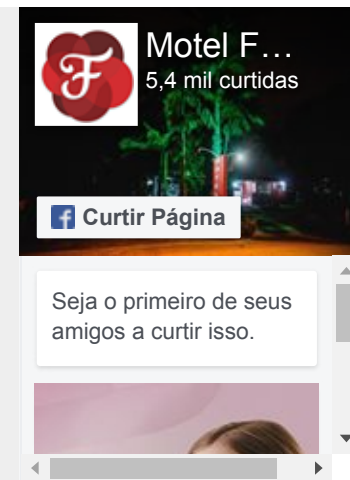 F
Motel F...
5,4 mil curtidas
f Curtir Página
Seja o primeiro de seus
amigos a curtir isso.